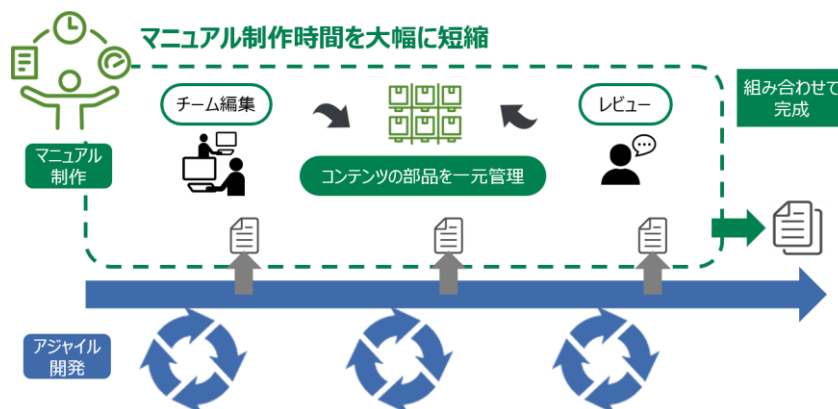 マニュアル制作時間を大幅に短縮
チーム編集
レビュー
組み合わせて
完成
マニュアル
制作
コンテンツの部品を一元管理
アジャイル
開発